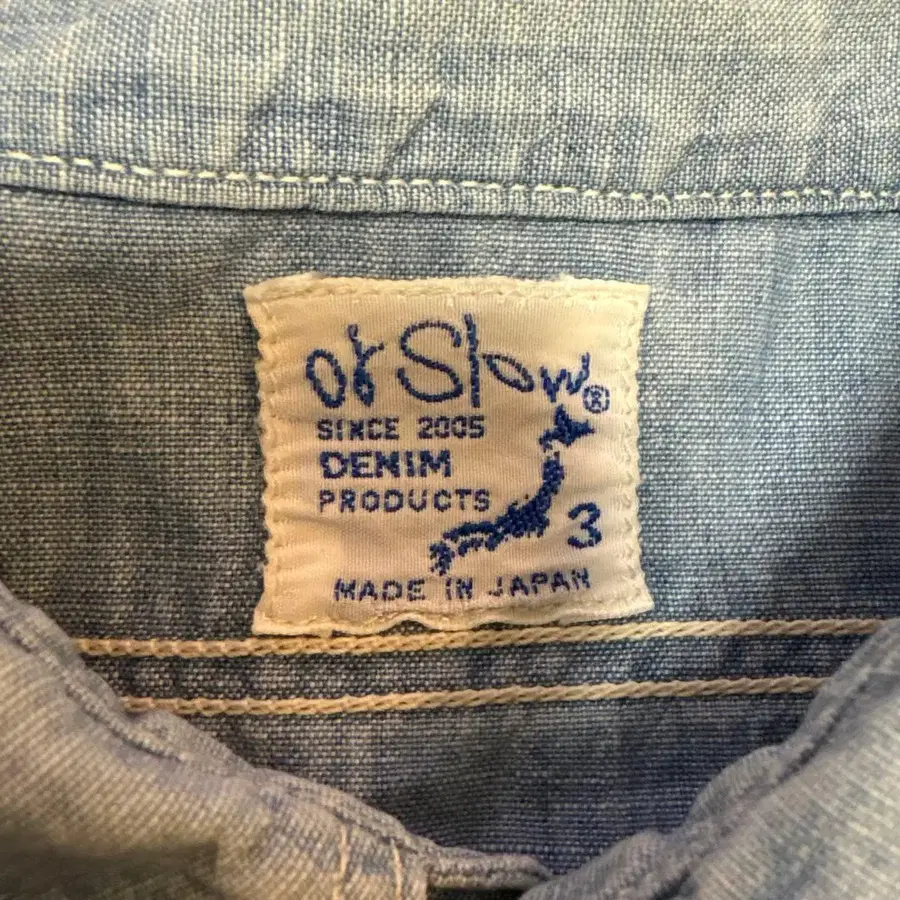 orSlow®
SINCE 2005
DENIM
PRODUCTS
3
MADE IN JAPAN